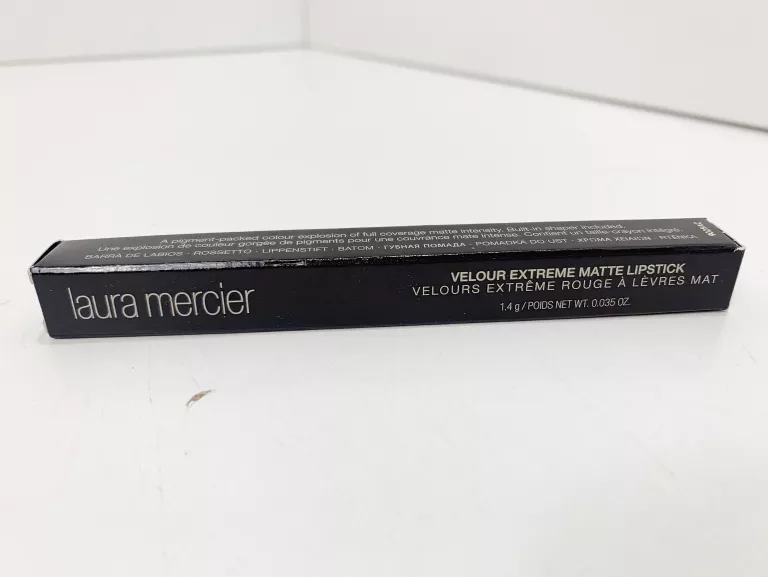 A pigment-packed colour explosion of full coverage matte intensity. Built-in shaper included.
Une explosion de couleur gorgée de pigments pour une couvrance mate intense. Contient un taille-crayon intégré.
BARRA DE LABIOS · ROSSETTO · LIPPENSTIFT · BATOM · ГУБНАЯ ПОМАДА · POMADKA DO UST · ΧΡΩΜΑ ΧΕΙΛΙΩΝ · RTĚNKA
laura mercier
VELOUR EXTREME MATTE LIPSTICK
VELOURS EXTRÊME ROUGE À LÈVRES MAT
1.4 g / POIDS NET WT. 0.035 OZ.